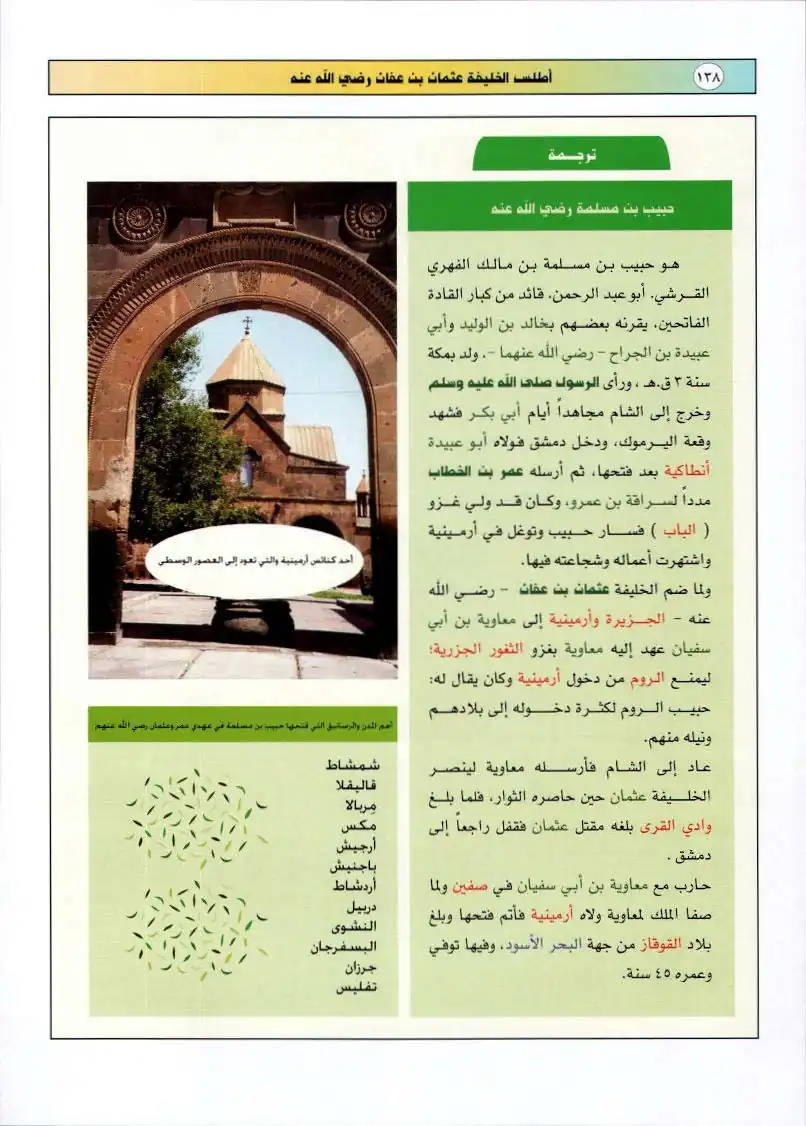 ١٣٨
أطلس الخليفة عثمان بن عفان رضي الله عنه
ترجمة
حبيب بن مسلمة رضي الله عنه
هو حبيب بن مسلمة بن مالك الفهري
القرشي. أبو عبد الرحمن. قائد من كبار القادة
الفاتحين، يقرنه بعضهم بخالد بن الوليد وأبي
عبيدة بن الجراح – رضي الله عنهما –. ولد بمكة
سنة ٣ ق.هـ ، ورأى الرسول صلى الله عليه وسلم
وخرج إلى الشام مجاهداً أيام أبي بكر فشهد
وقعة اليرموك، ودخل دمشق فولاه أبو عبيدة
أنطاكية بعد فتحها، ثم أرسله عمر بن الخطاب
مدداً لسراقة بن عمرو، وكان قد ولي غزو
( الباب ) فسار حبيب وتوغل في أرمينية
واشتهرت أعماله وشجاعته فيها.
ولما ضم الخليفة عثمان بن عفان – رضي الله
عنه – الجزيرة وأرمينية إلى معاوية بن أبي
سفيان عهد إليه معاوية بغزو الثغور الجزرية؛
ليمنع الروم من دخول أرمينية وكان يقال له:
حبيب الروم لكثرة دخوله إلى بلادهم
ونيله منهم.
عاد إلى الشام فأرسله معاوية لينصر
الخليفة عثمان حين حاصره الثوار، فلما بلغ
وادي القرى بلغه مقتل عثمان فقفل راجعاً إلى
دمشق .
حارب مع معاوية بن أبي سفيان في صفين ولما
صفا الملك لمعاوية ولاه أرمينية فأتم فتحها وبلغ
بلاد القوقاز من جهة البحر الأسود، وفيها توفي
وعمره ٤٥ سنة.
أحد كنائس أرمينية والتي تعود إلى العصور الوسطى
أهم المدن والرساتيق التي فتحها حبيب بن مسلمة في عهدي عمر وعثمان رضي الله عنهم
شمشاط
قاليقلا
مربالا
مكس
أرجيش
باجنيش
أردشاط
دربيل
النشوى
البسفرجان
جرزان
تفليس